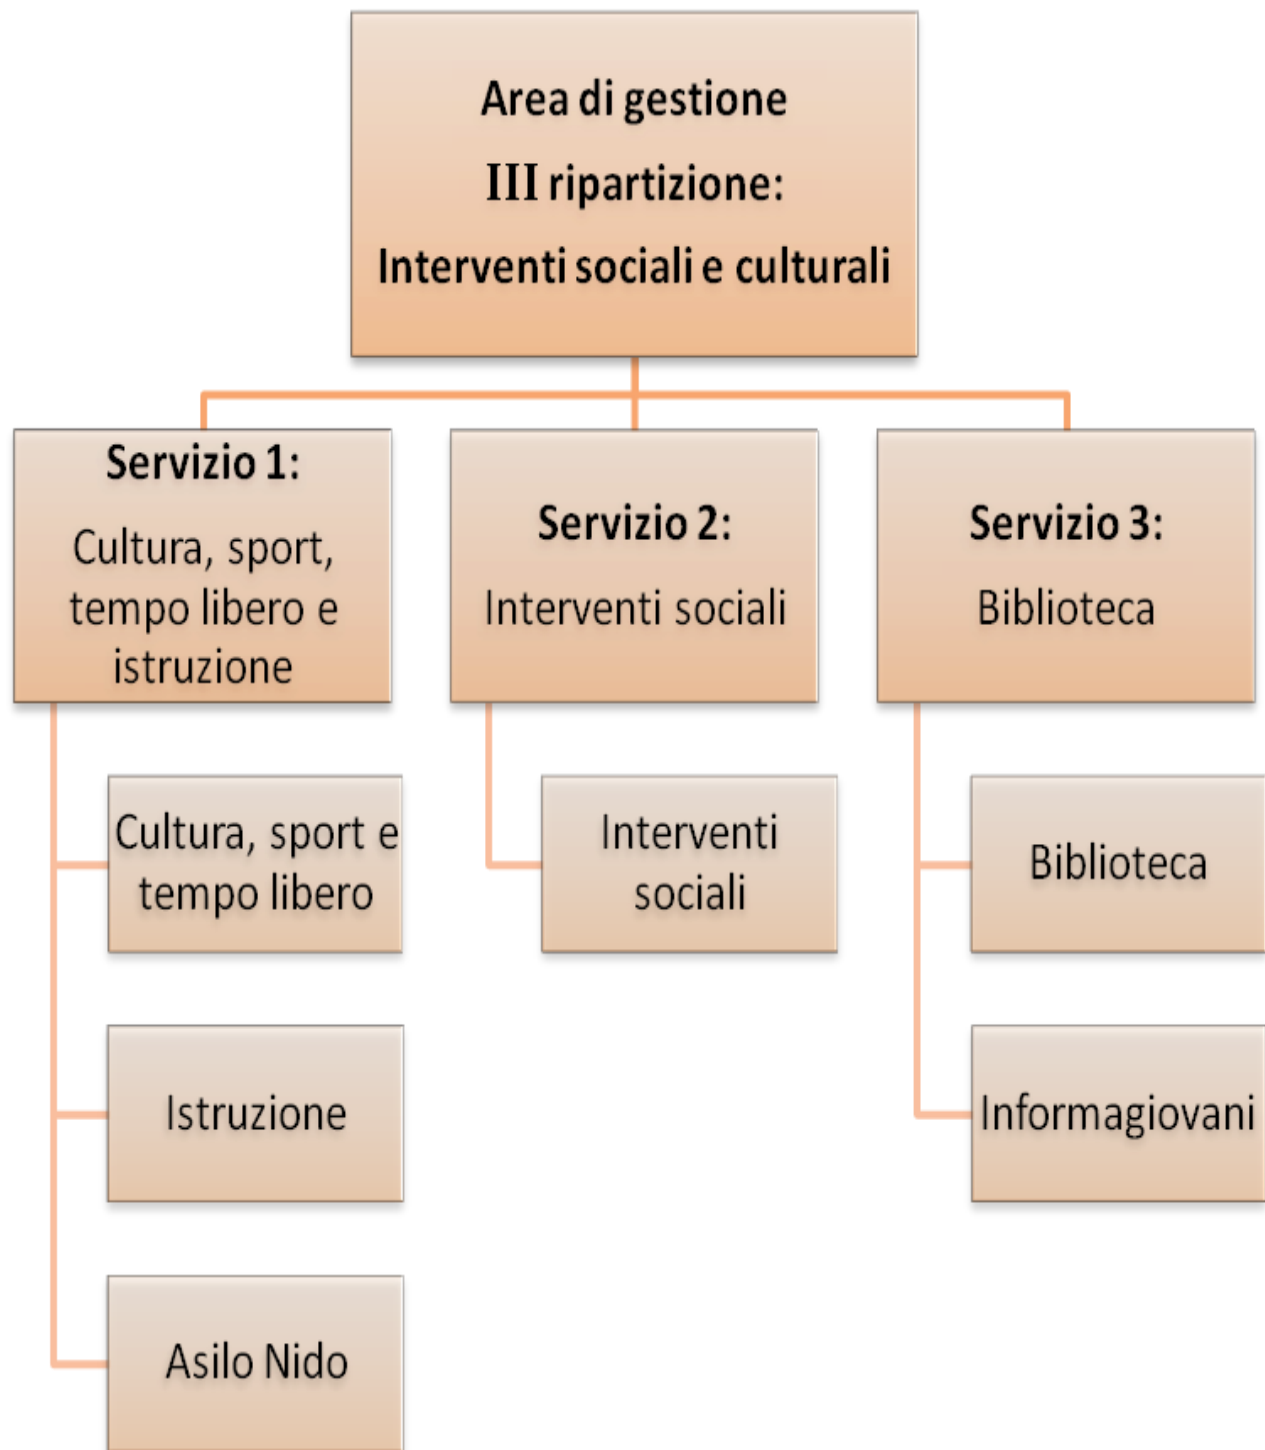 Area di gestione
III ripartizione:
Interventi sociali e culturali
Servizio 1:
Cultura, sport,
tempo libero e
istruzione
Servizio 2:
Interventi sociali
Servizio 3:
Biblioteca
Cultura, sport e
tempo libero
Istruzione
Asilo Nido
Interventi
sociali
Biblioteca
Informagiovani